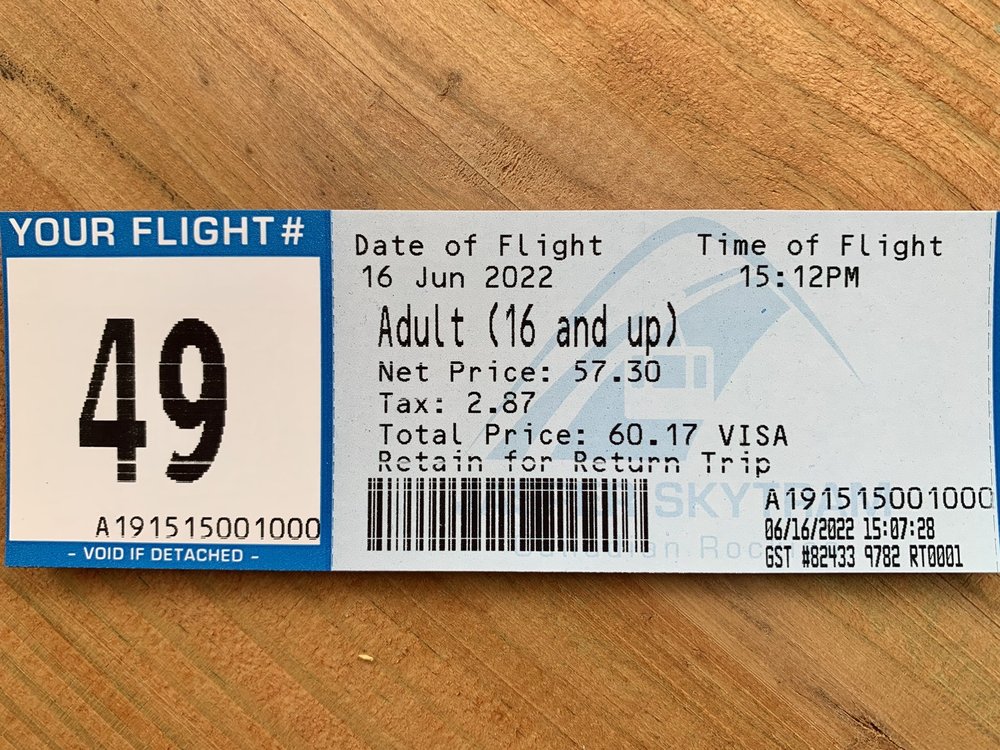 YOUR FLIGHT #
49
A191515001000
- VOID IF DETACHED -
Date of Flight
16 Jun 2022
Time of Flight
15:12PM
Adult (16 and up)
Net Price: 57.30
Tax: 2.87
Total Price: 60.17 VISA
Retain for Return Trip
SKYTRAM
A191515001000
06/16/2022 15:07:28
GST #82433 9782 RT0001